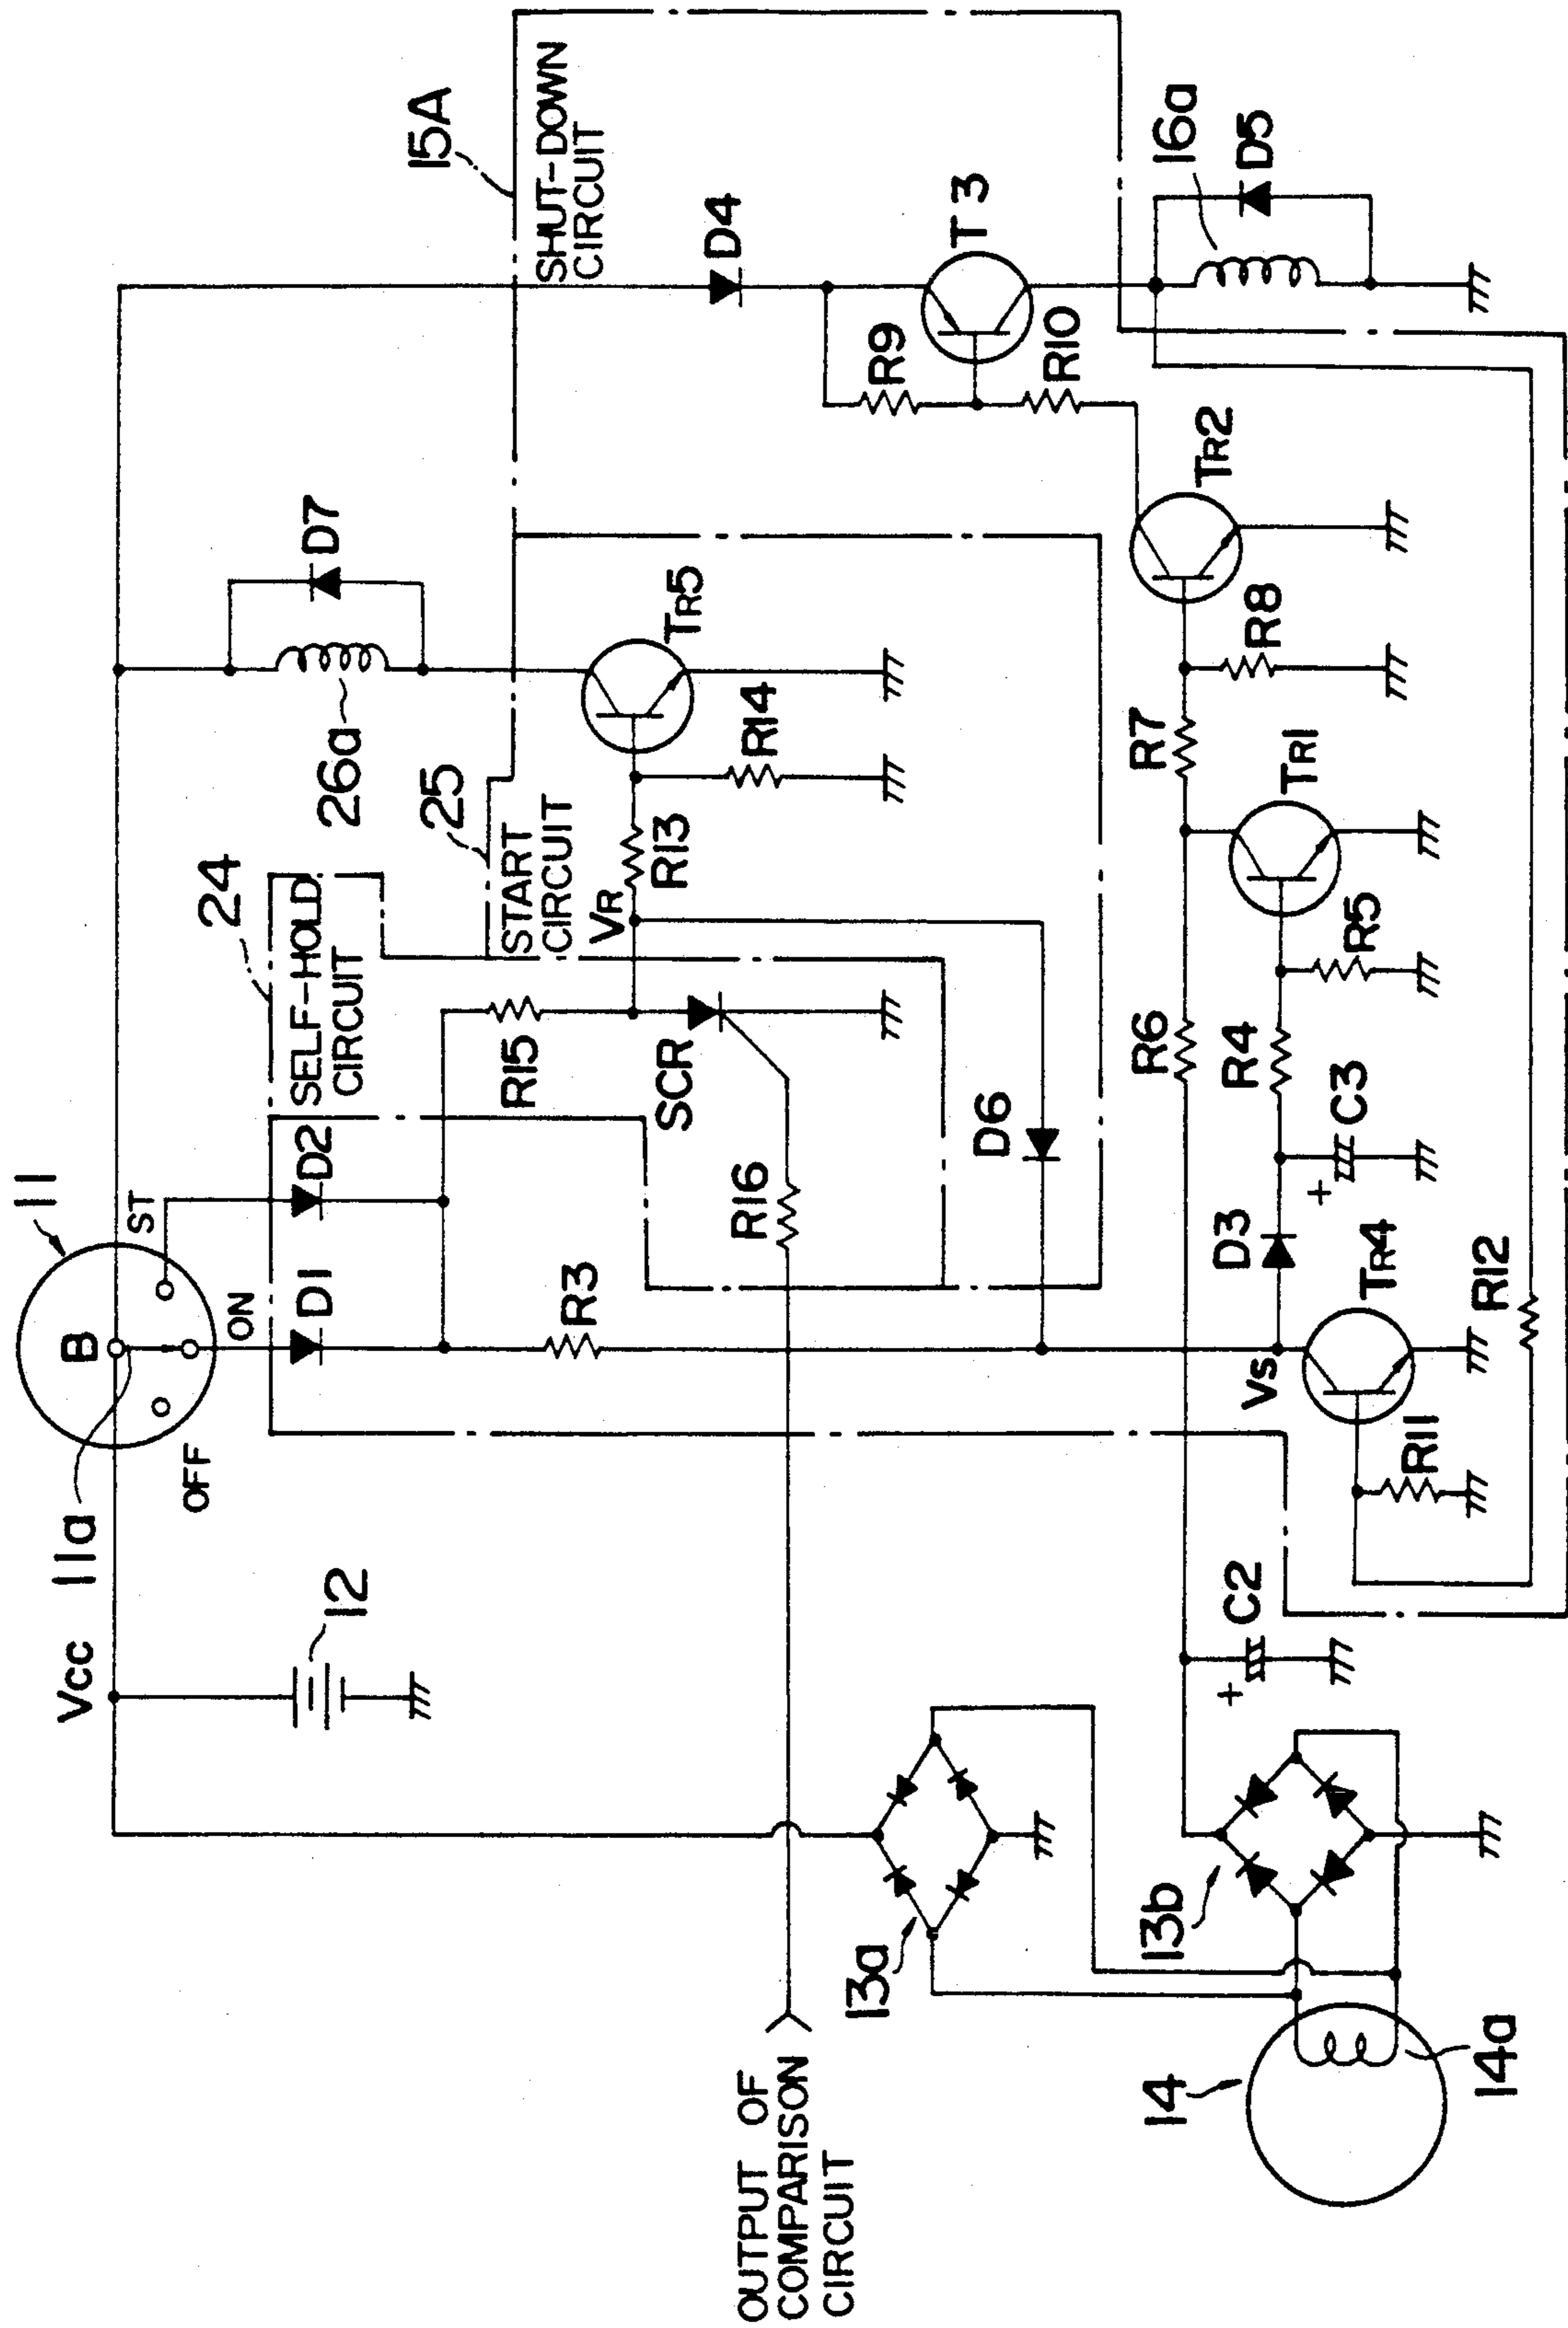 11
11a
B
ST
ON
OFF
Vcc
12
24
SELF-HOLD
CIRCUIT
D1
D2
R15
R3
SCR
R16
25
START
CIRCUIT
VR
R13
R14
TR5
26a
D7
15A
SHUT-DOWN
CIRCUIT
D4
T3
R9
R10
16a
D5
TR2
R8
R7
TR1
R5
R6
R4
C3
+
D6
D3
Vs
TR4
R11
R12
C2
+
13a
13b
14
14a
OUTPUT OF
COMPARISON
CIRCUIT